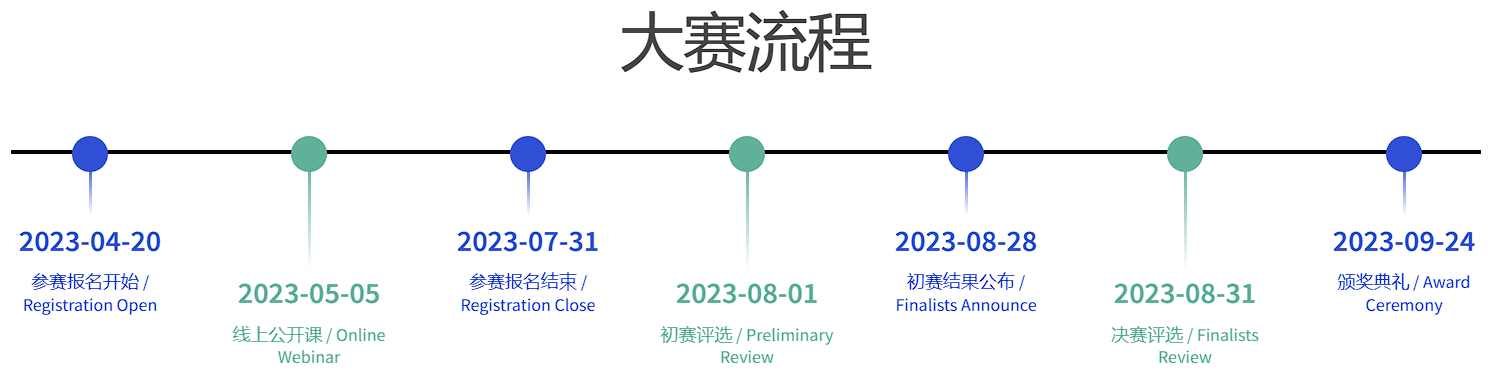 大赛流程
2023-04-20
参赛报名开始 /
Registration Open
2023-05-05
线上公开课 / Online
Webinar
2023-07-31
参赛报名结束 /
Registration Close
2023-08-01
初赛评选 / Preliminary
Review
2023-08-28
初赛结果公布 /
Finalists Announce
2023-08-31
决赛评选 / Finalists
Review
2023-09-24
颁奖典礼 / Award
Ceremony